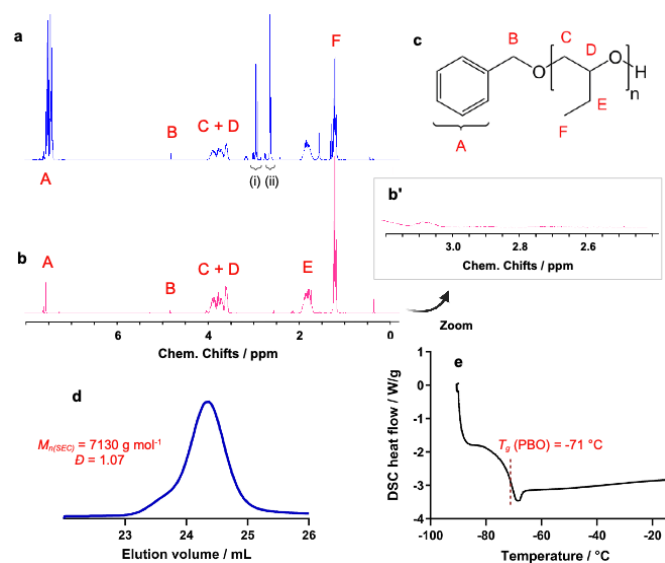 a
F
B
C + D
A
(i)
(ii)
c
B
C
D
O
O
H
n
E
F
A
b
A
B
C + D
E
6
4
2
0
Chem. Chifts / ppm
b'
3.0
2.8
2.6
Chem. Chifts / ppm
Zoom
d
Mn(SEC) = 7130 g mol-1
Đ = 1.07
23
24
25
26
Elution volume / mL
e
1
0
-1
-2
-3
-4
DSC heat flow / W/g
Tg (PBO) = -71 °C
-100
-80
-60
-40
-20
Temperature / °C